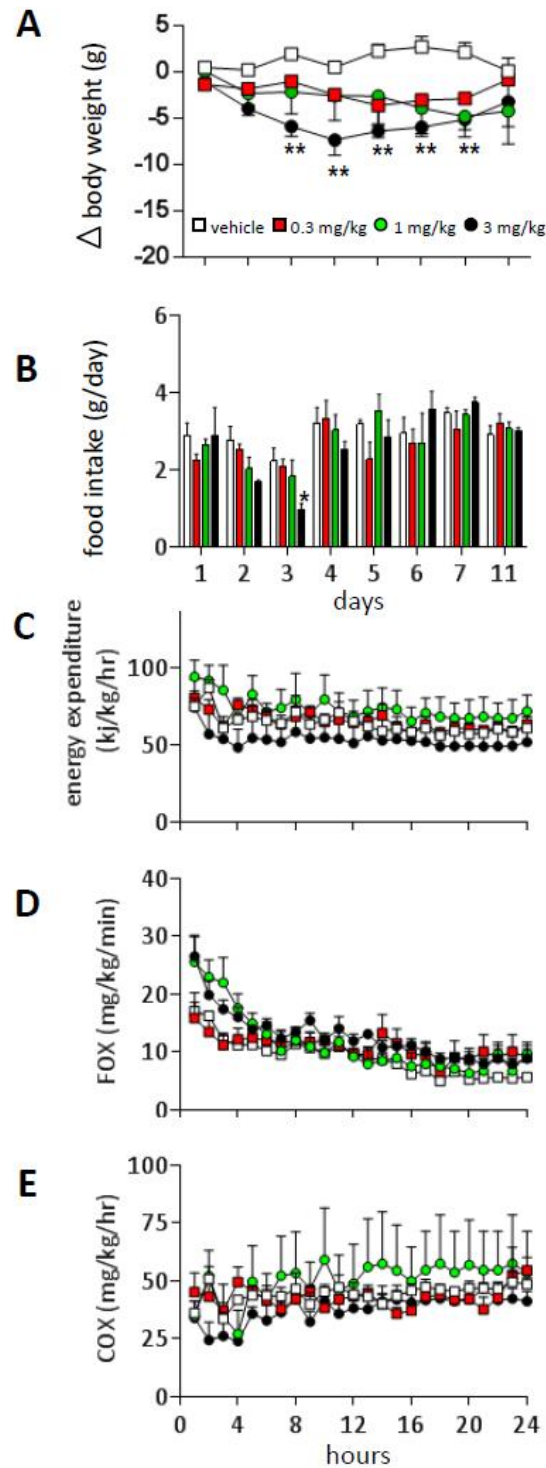 A
Δ body weight (g)
5
0
-5
-10
-15
-20
** ** ** ** **
vehicle 0.3 mg/kg 1 mg/kg 3 mg/kg
B
food intake (g/day)
6
4
2
0
*
1 2 3 4 5 6 7 11
days
C
energy expenditure
(kj/kg/hr)
100
50
0
D
FOX (mg/kg/min)
40
30
20
10
0
E
COX (mg/kg/hr)
100
75
50
25
0
0 4 8 12 16 20 24
hours